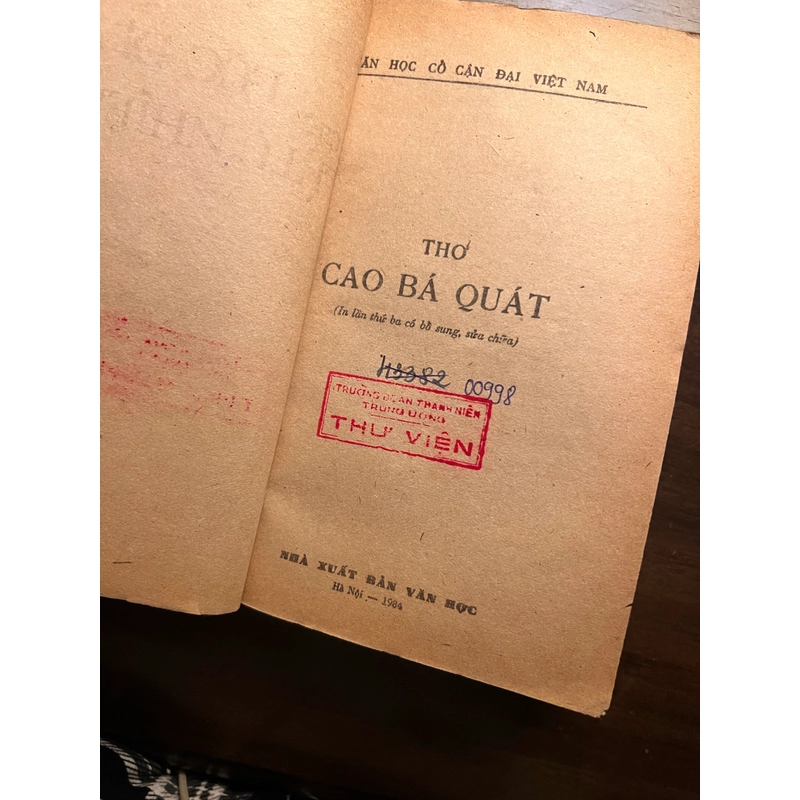 HỌC CỔ CẬN ĐẠI VIỆT NAM
THƠ
CAO BÁ QUÁT
(In lần thứ ba có bổ sung, sửa chữa)
H3382 00998
TRƯỜNG ĐOÀN THANH NIÊN
TRUNG ƯƠNG
THƯ VIỆN
NHÀ XUẤT BẢN VĂN HỌC
Hà Nội — 1984